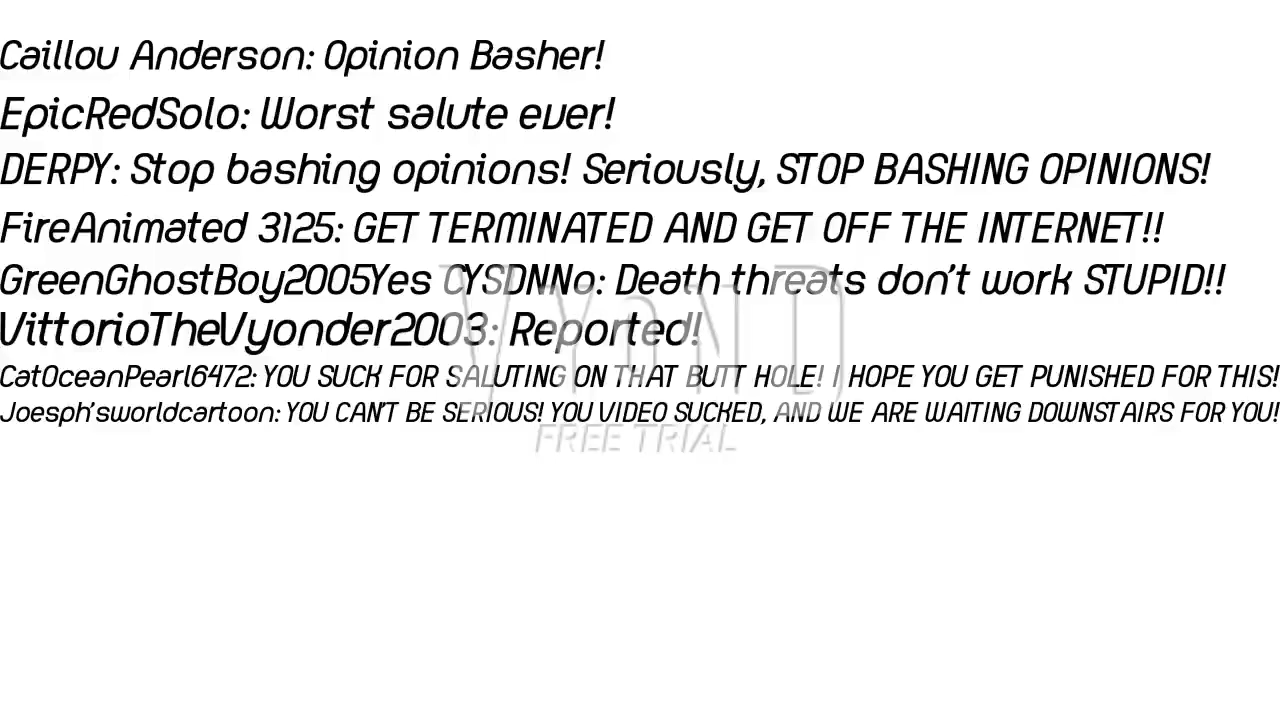 Caillou Anderson: Opinion Basher!
EpicRedSolo: Worst salute ever!
DERPY: Stop bashing opinions! Seriously, STOP BASHING OPINIONS!
FireAnimated 3125: GET TERMINATED AND GET OFF THE INTERNET!!
GreenGhostBoy2005Yes CYSDNNo: Death threats don't work STUPID!!
VittorioTheVyonder2003: Reported!
CatOceanPearl6472: YOU SUCK FOR SALUTING ON THAT BUTT HOLE! I HOPE YOU GET PUNISHED FOR THIS!
Joesph'sworldcartoon: YOU CAN'T BE SERIOUS! YOU VIDEO SUCKED, AND WE ARE WAITING DOWNSTAIRS FOR YOU!
VYOND
FREE TRIAL